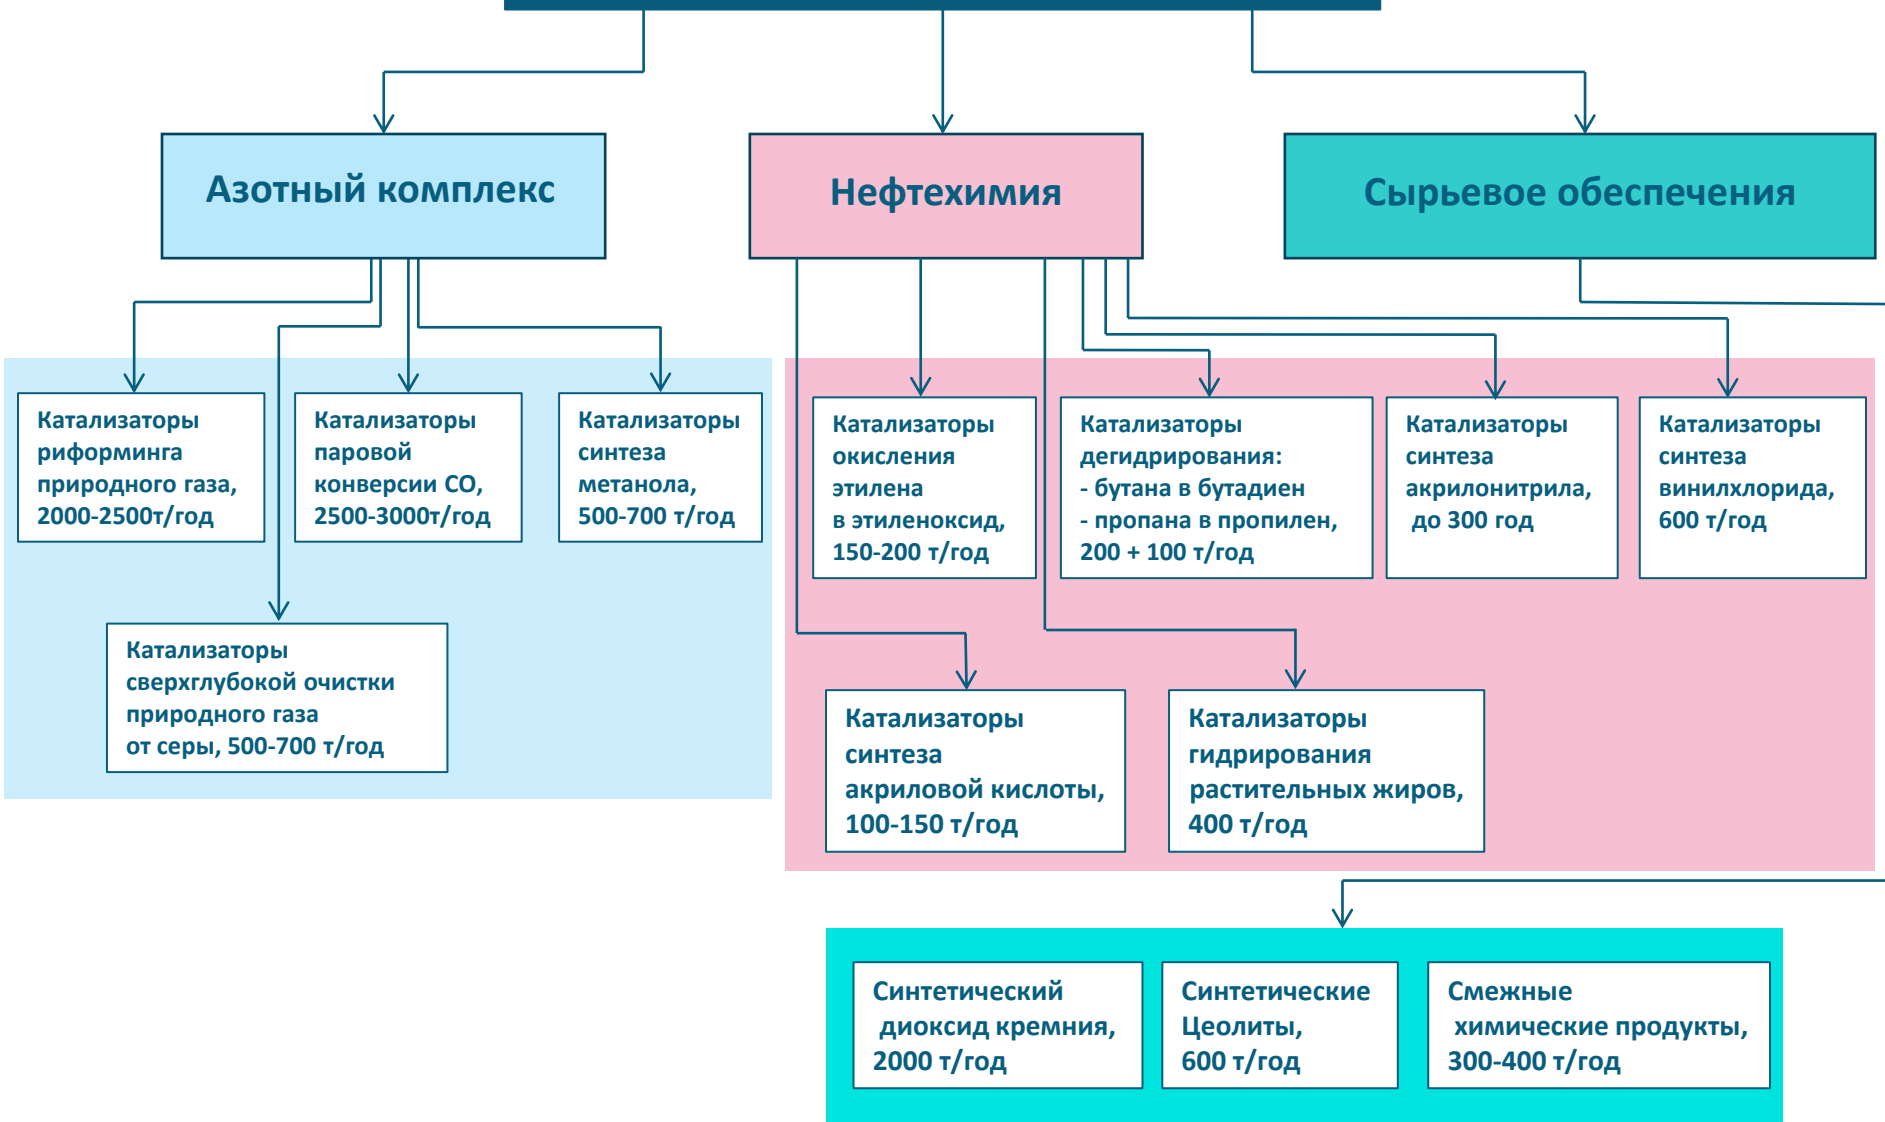 Азотный комплекс
Нефтехимия
Сырьевое обеспечения
Катализаторы
риформинга
природного газа,
2000-2500т/год
Катализаторы
паровой
конверсии СО,
2500-3000т/год
Катализаторы
синтеза
метанола,
500-700 т/год
Катализаторы
сверхглубокой очистки
природного газа
от серы, 500-700 т/год
Катализаторы
окисления
этилена
в этиленоксид,
150-200 т/год
Катализаторы
дегидрирования:
- бутана в бутадиен
- пропана в пропилен,
200 + 100 т/год
Катализаторы
синтеза
акрилонитрила,
до 300 год
Катализаторы
синтеза
винилхлорида,
600 т/год
Катализаторы
синтеза
акриловой кислоты,
100-150 т/год
Катализаторы
гидрирования
растительных жиров,
400 т/год
Синтетический
диоксид кремния,
2000 т/год
Синтетические
Цеолиты,
600 т/год
Смежные
химические продукты,
300-400 т/год